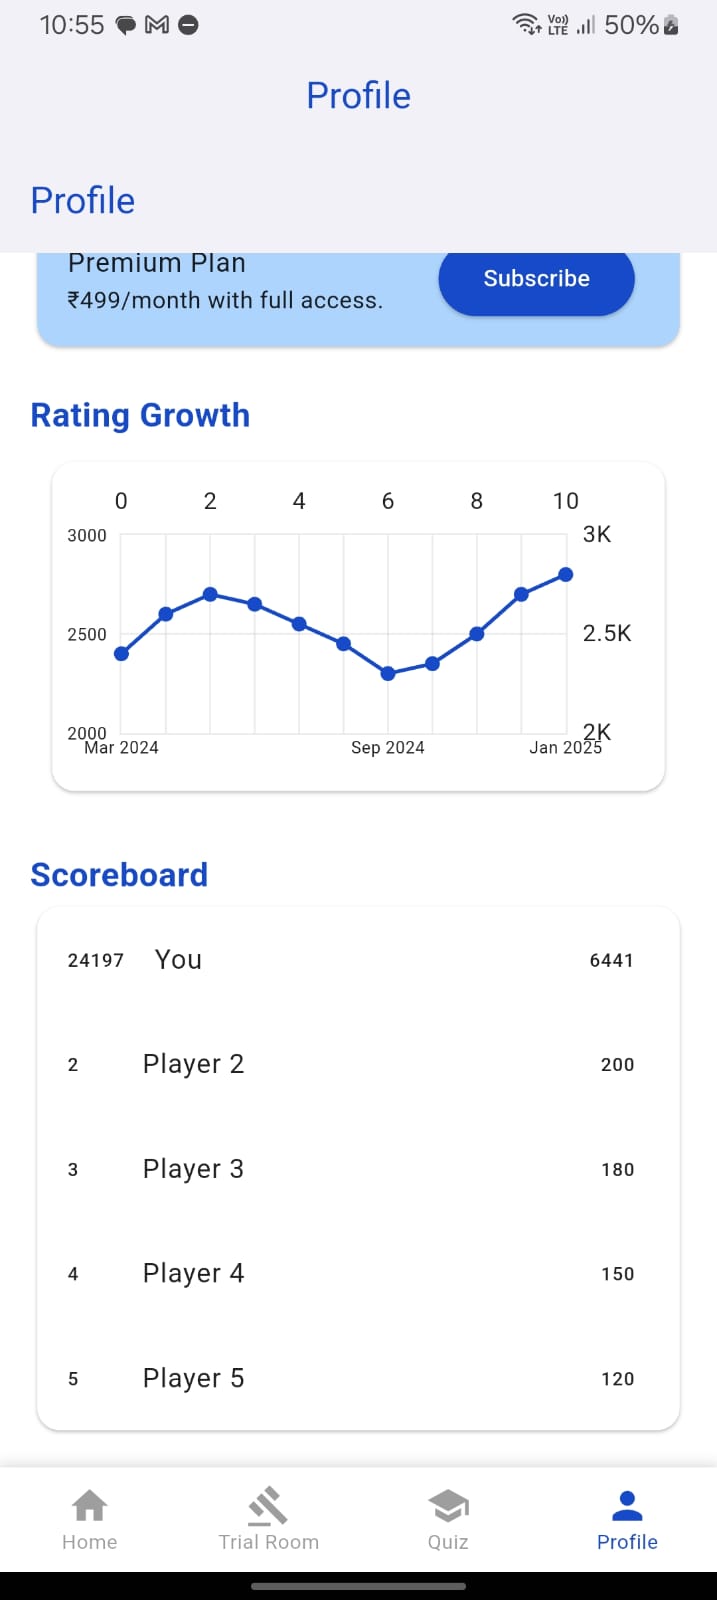 10:55
Vo))
LTE
50%
Profile
Profile
Premium Plan
₹499/month with full access.
Subscribe
Rating Growth
0 2 4 6 8 10
3000 3K
2500 2.5K
2000 2K
Mar 2024 Sep 2024 Jan 2025
Scoreboard
24197 You 6441
2 Player 2 200
3 Player 3 180
4 Player 4 150
5 Player 5 120
Home Trial Room Quiz Profile